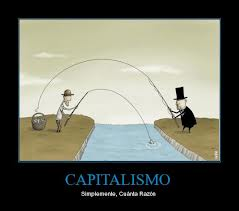 CAPITALISMO
Simplemente, Cuánta Razón